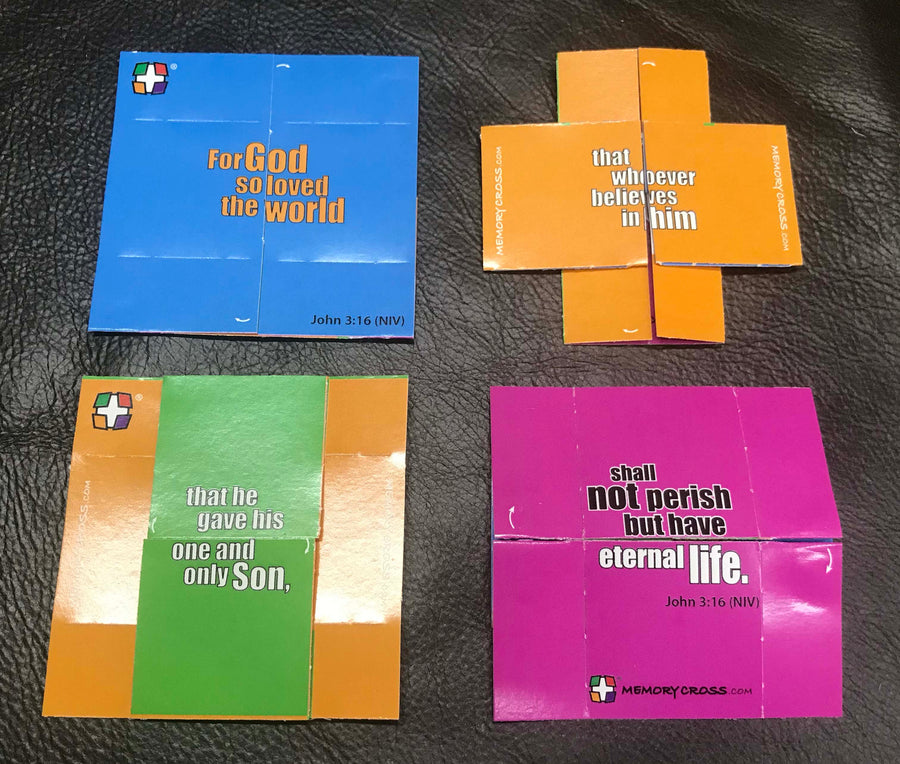 ®
For God
so loved
the world
John 3:16 (NIV)
MEMORYCROSS.COM
that
whoever
believes
in him
MEMORYCROSS.COM
®
that he
gave his
one and
only Son,
shall
not perish
but have
eternal life.
John 3:16 (NIV)
MEMORYCROSS.COM